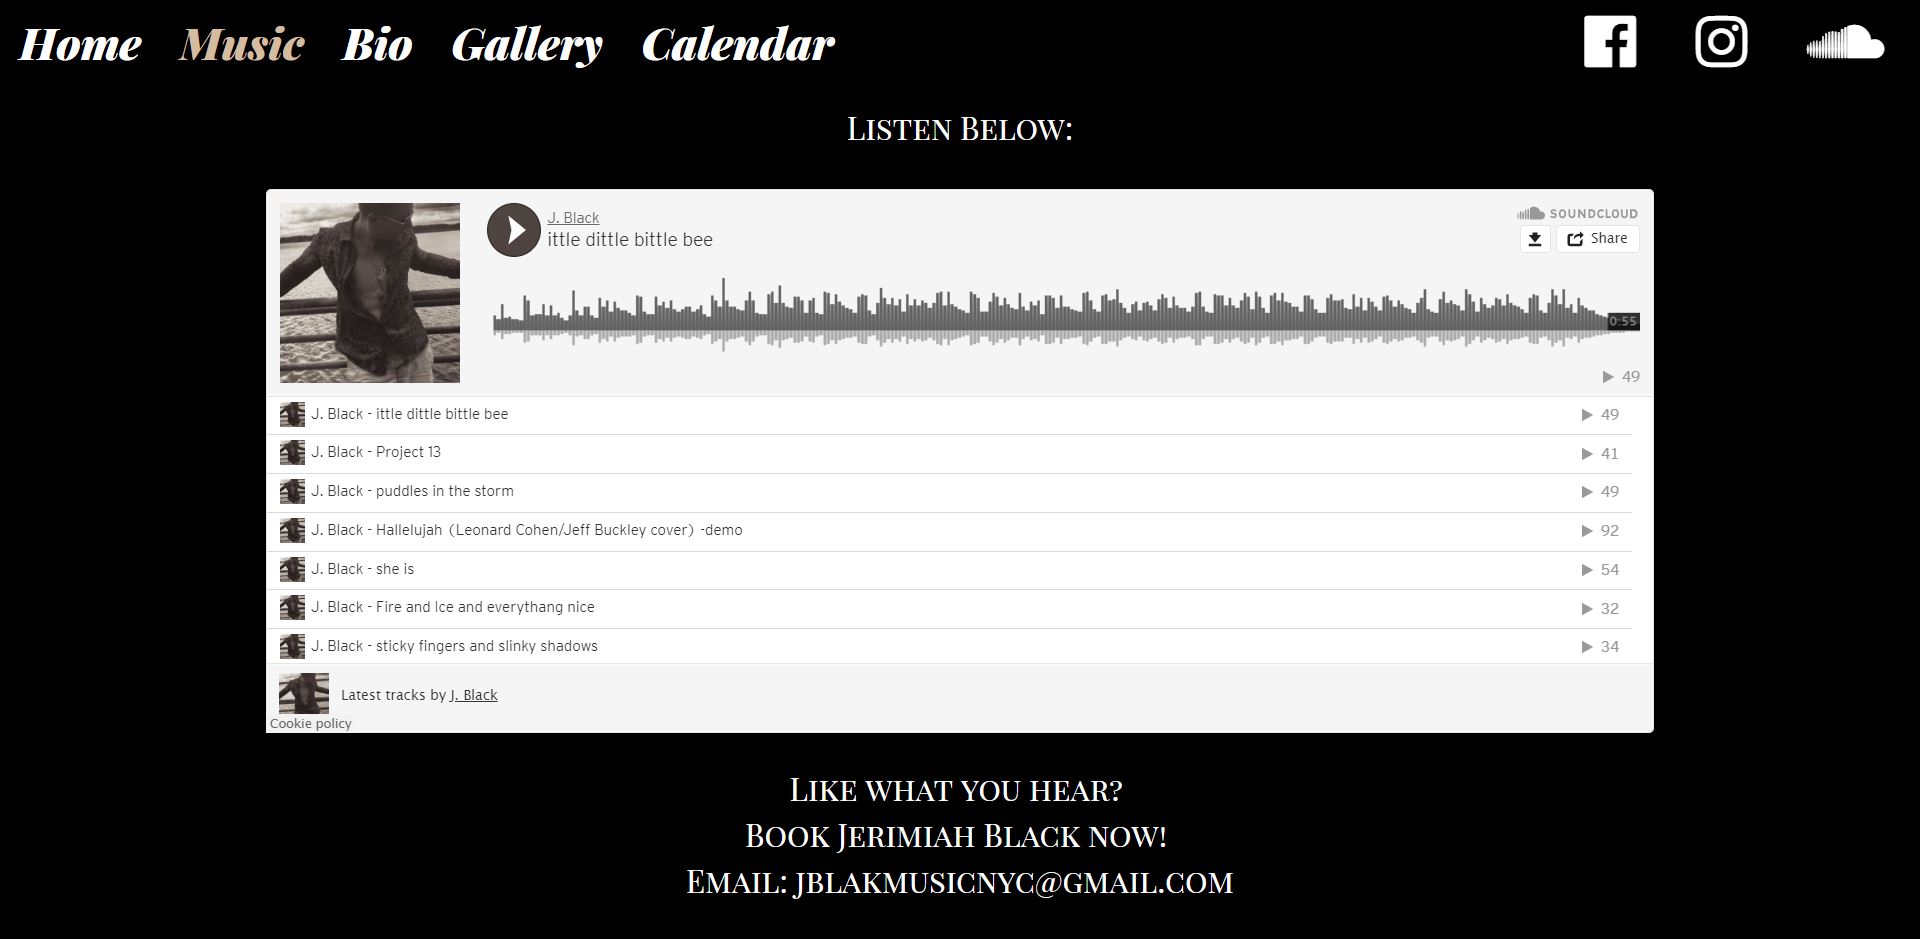 Home Music Bio Gallery Calendar
Listen Below:
J. Black
ittle dittle bittle bee
SOUNDCLOUD
Share
0:55
49
J. Black - ittle dittle bittle bee 49
J. Black - Project 13 41
J. Black - puddles in the storm 49
J. Black - Hallelujah (Leonard Cohen/Jeff Buckley cover) -demo 92
J. Black - she is 54
J. Black - Fire and Ice and everythang nice 32
J. Black - sticky fingers and slinky shadows 34
Latest tracks by J. Black
Cookie policy
Like what you hear?
Book Jerimiah Black now!
Email: jblakmusicnyc@gmail.com